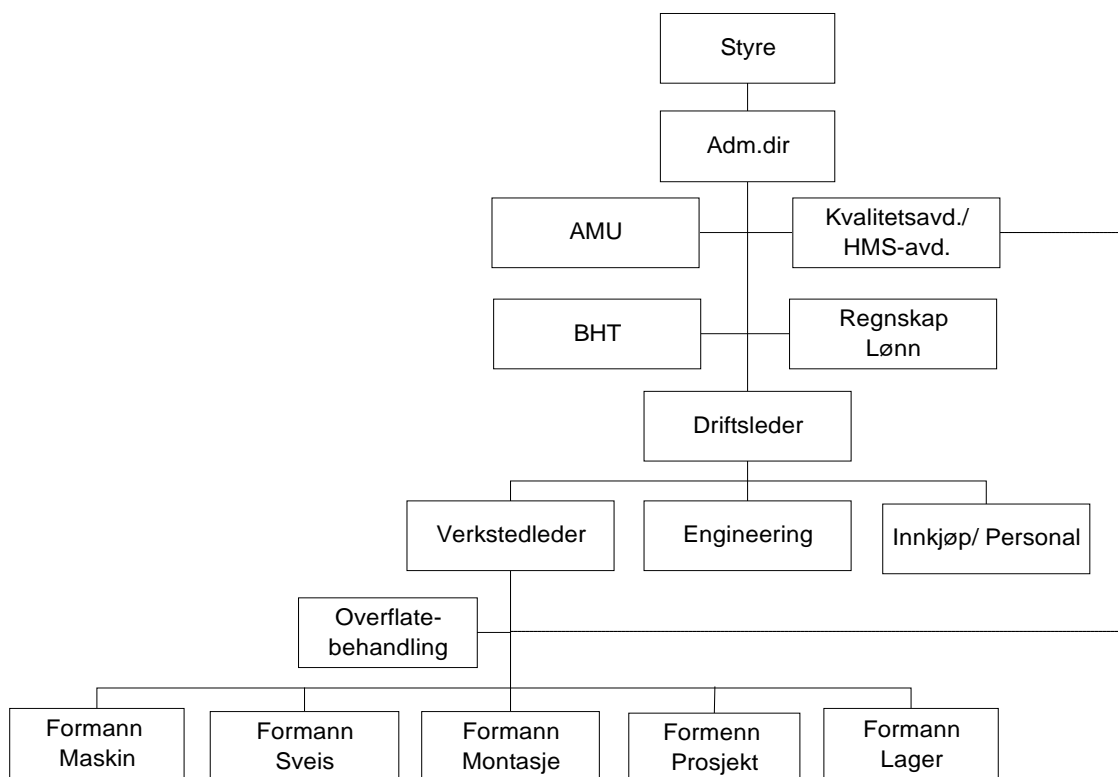 Styre
Adm.dir
AMU
Kvalitetsavd./
HMS-avd.
BHT
Regnskap
Lønn
Driftsleder
Verkstedleder
Engineering
Innkjøp/ Personal
Overflate-
behandling
Formann
Maskin
Formann
Sveis
Formann
Montasje
Formenn
Prosjekt
Formann
Lager